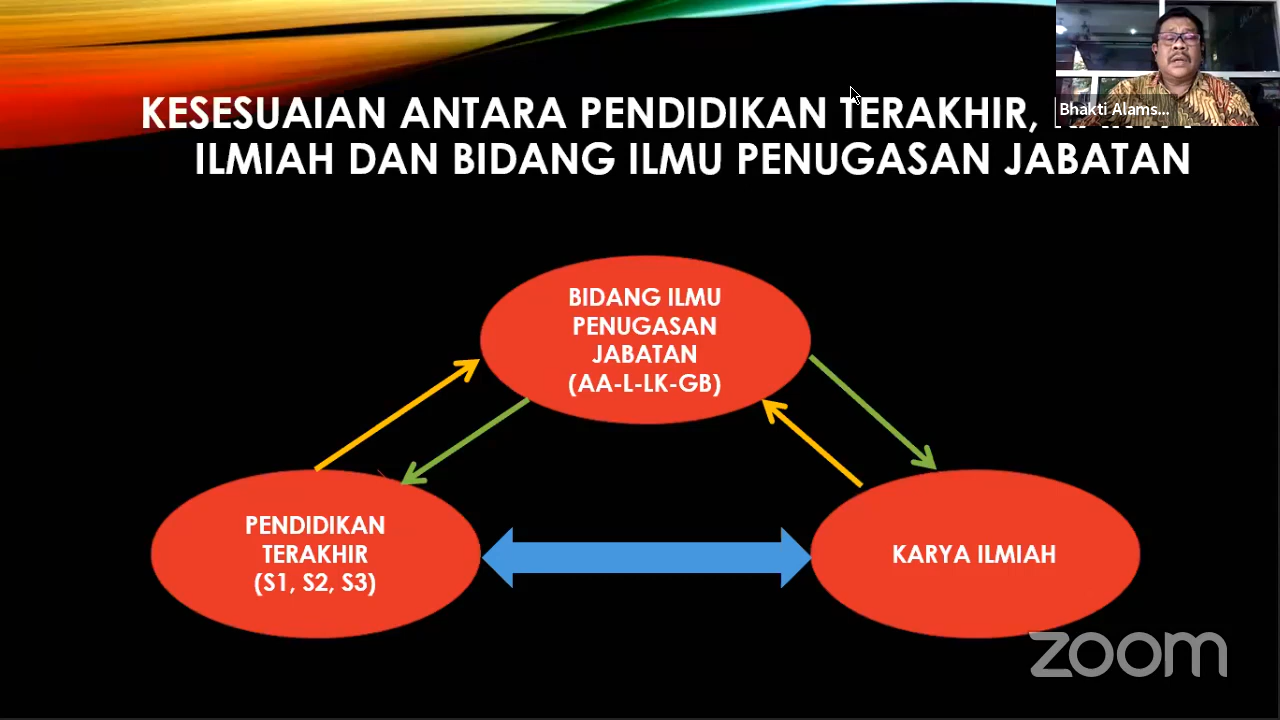 KESESUAIAN ANTARA PENDIDIKAN TERAKHIR,
ILMIAH DAN BIDANG ILMU PENUGASAN JABATAN
Bhakti Alams...
BIDANG ILMU
PENUGASAN
JABATAN
(AA-L-LK-GB)
PENDIDIKAN
TERAKHIR
(S1, S2, S3)
KARYA ILMIAH
zoom